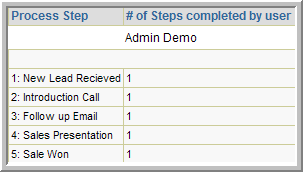 Process Step # of Steps completed by user
Admin Demo
1: New Lead Recieved 1
2: Introduction Call 1
3: Follow up Email 1
4: Sales Presentation 1
5: Sale Won 1